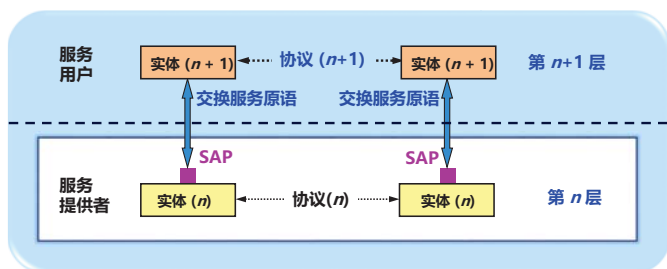 服务
用户
实体 (n + 1)
协议 (n+1)
实体 (n + 1)
第 n+1 层
交换服务原语
交换服务原语
SAP
SAP
服务
提供者
实体 (n)
协议(n)
实体 (n)
第 n 层